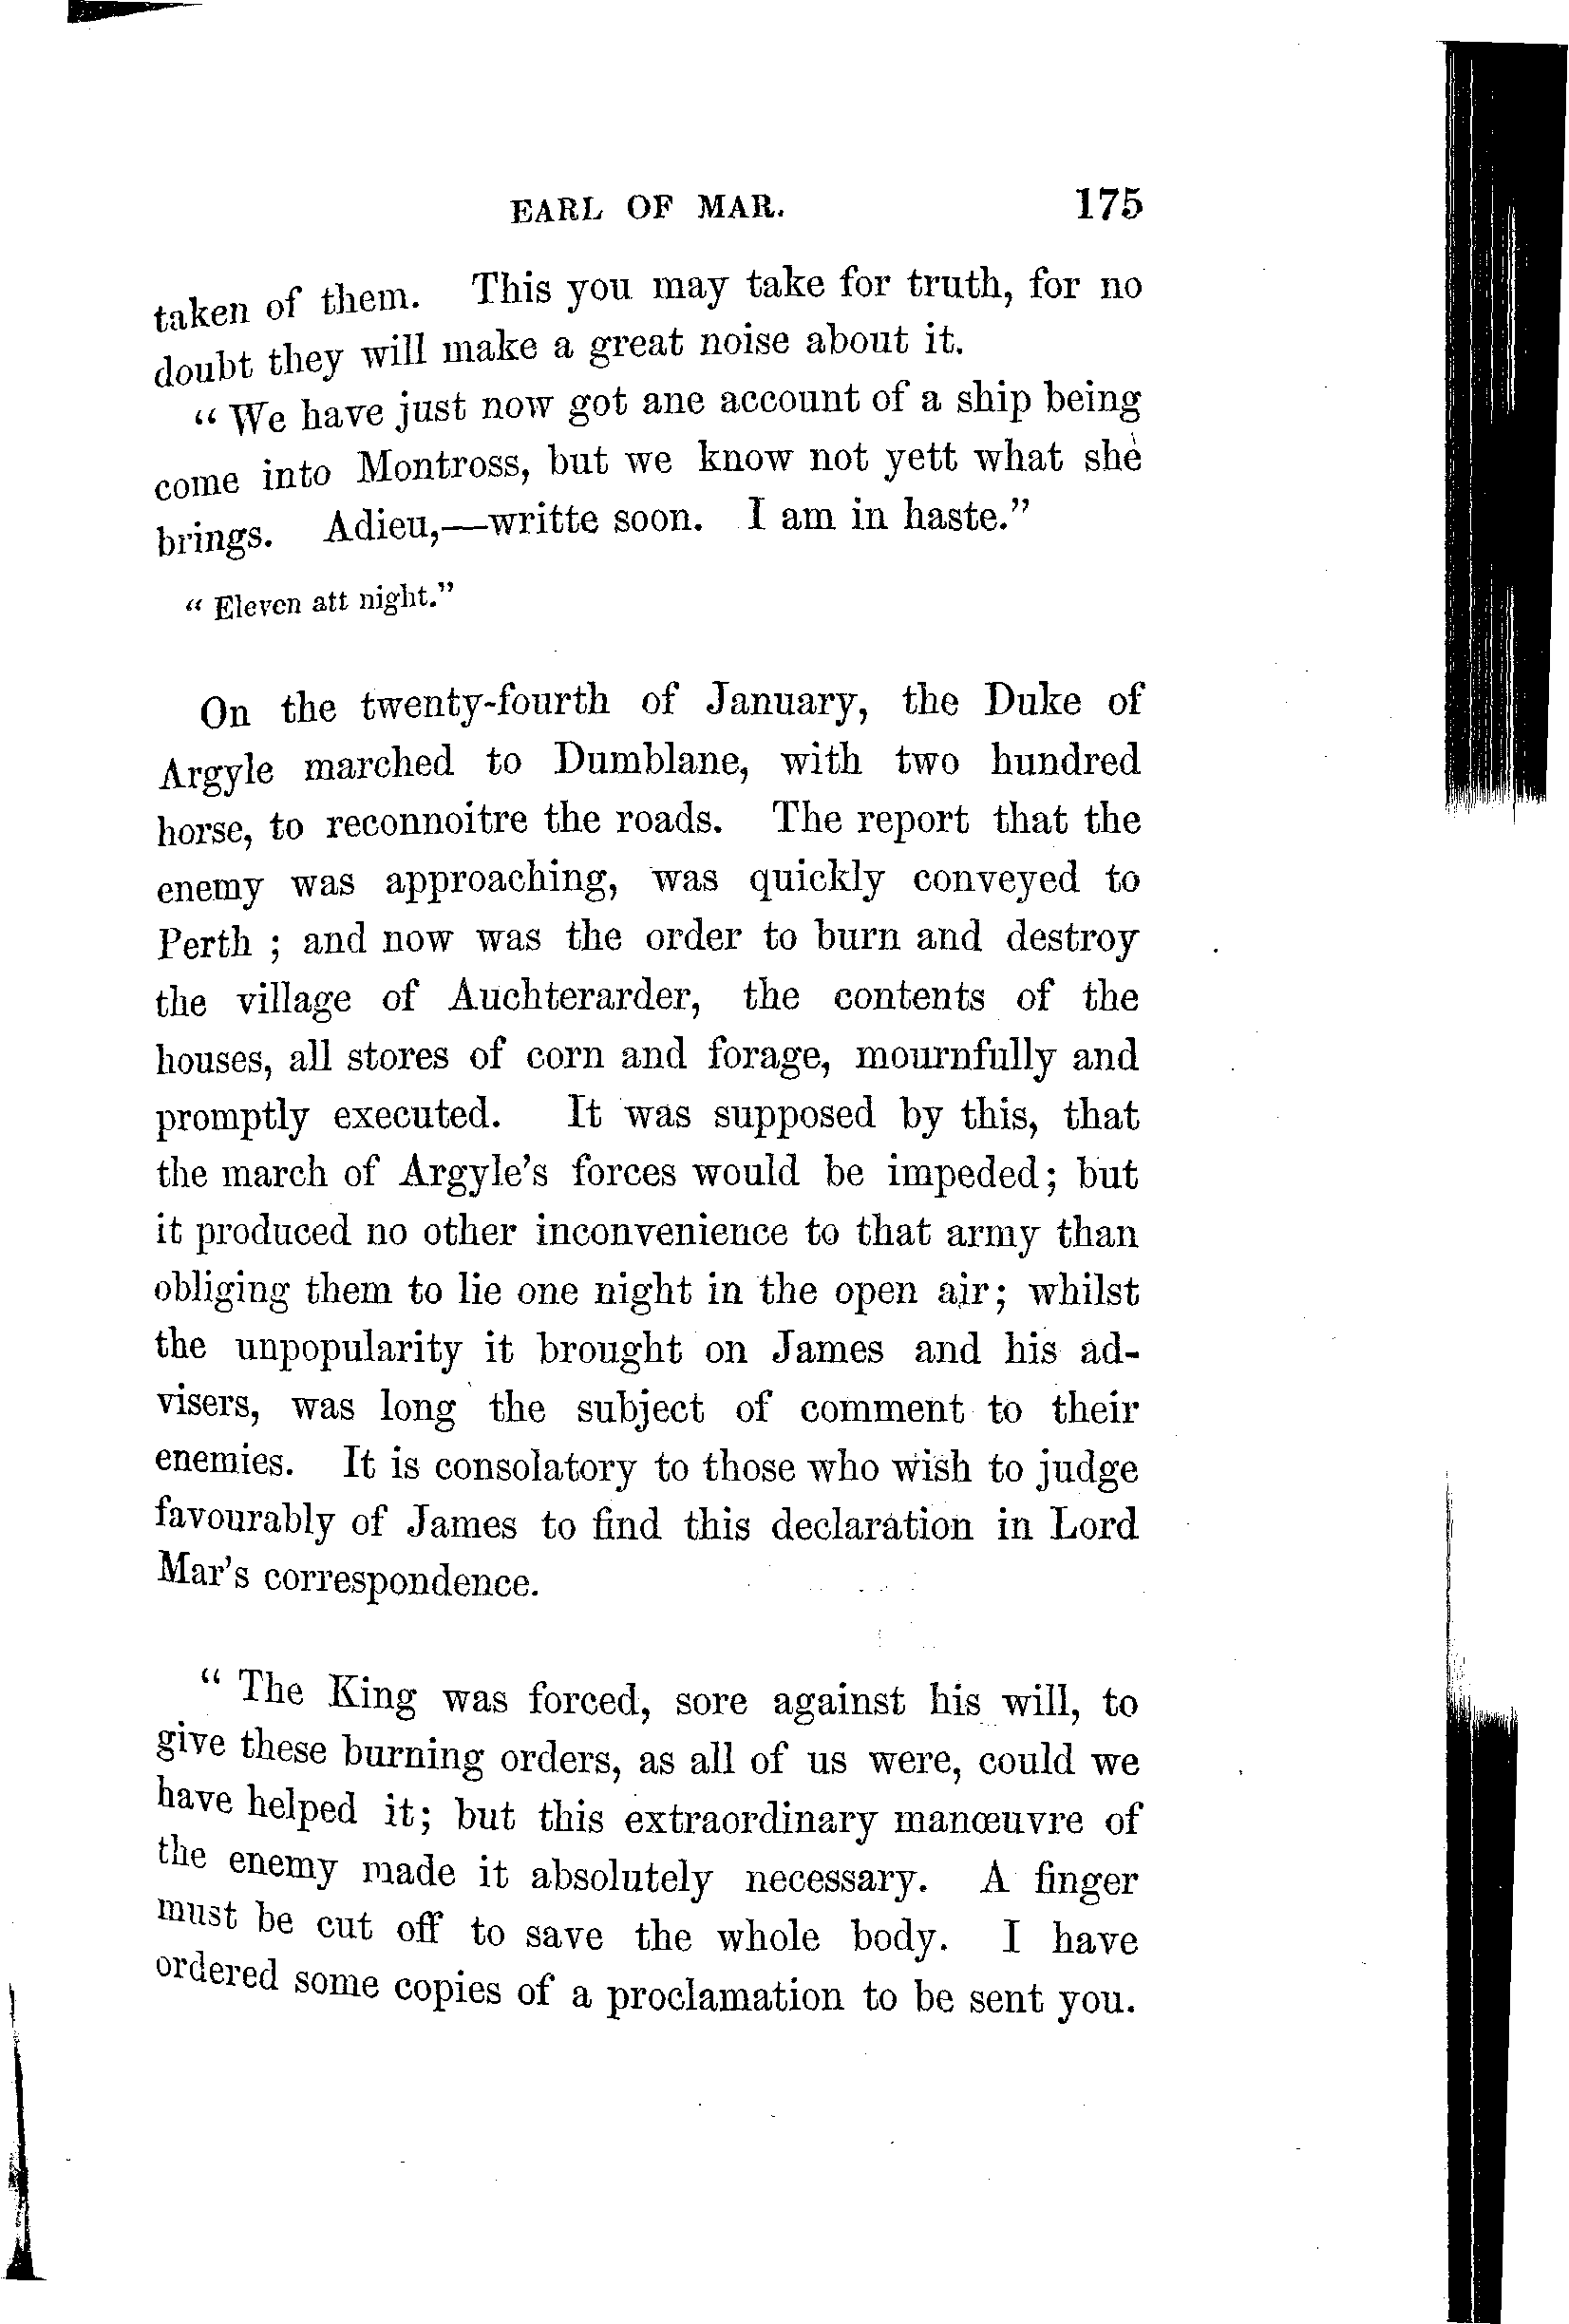 EARL OF MAR. 175
taken of them. This you may take for truth, for no
doubt they will make a great noise about it.
“ We have just now got ane account of a ship being
come into Montross, but we know not yett what she
brings. Adieu,—writte soon. I am in haste.”
“ Eleven att night.”
On the twenty-fourth of January, the Duke of
Argyle marched to Dumblane, with two hundred
horse, to reconnoitre the roads. The report that the
enemy was approaching, was quickly conveyed to
Perth ; and now was the order to burn and destroy
the village of Auchterarder, the contents of the
houses, all stores of corn and forage, mournfully and
promptly executed. It was supposed by this, that
the march of Argyle's forces would be impeded; but
it produced no other inconvenience to that army than
obliging them to lie one night in the open air; whilst
the unpopularity it brought on James and his ad-
visers, was long the subject of comment to their
enemies. It is consolatory to those who wish to judge
favourably of James to find this declaration in Lord
Mar's correspondence.
“ The King was forced, sore against his will, to
give these burning orders, as all of us were, could we
have helped it; but this extraordinary manœuvre of
the enemy made it absolutely necessary. A finger
must be cut off to save the whole body. I have
ordered some copies of a proclamation to be sent you.